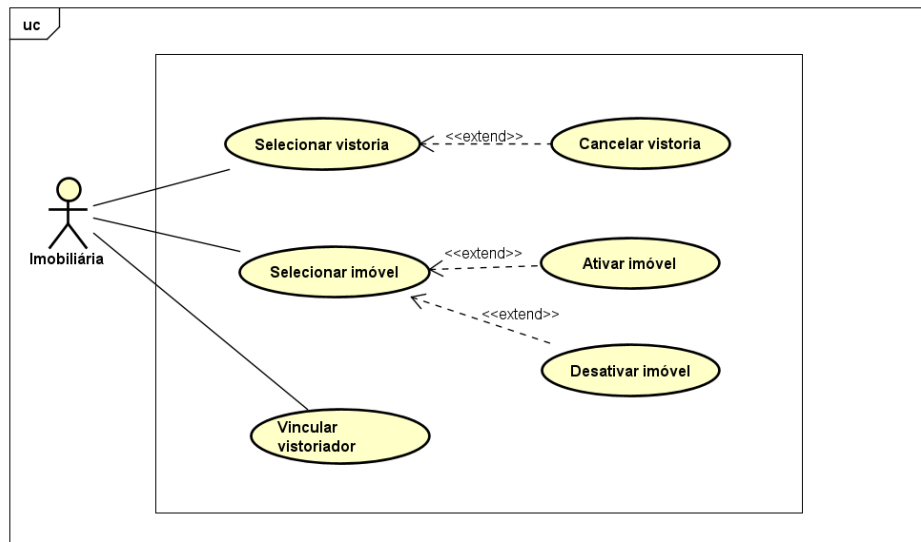 uc
<<extend>>
Selecionar vistoria
Cancelar vistoria
Imobiliária
<<extend>>
Selecionar imóvel
Ativar imóvel
<<extend>>
Desativar imóvel
Vincular
vistoriador